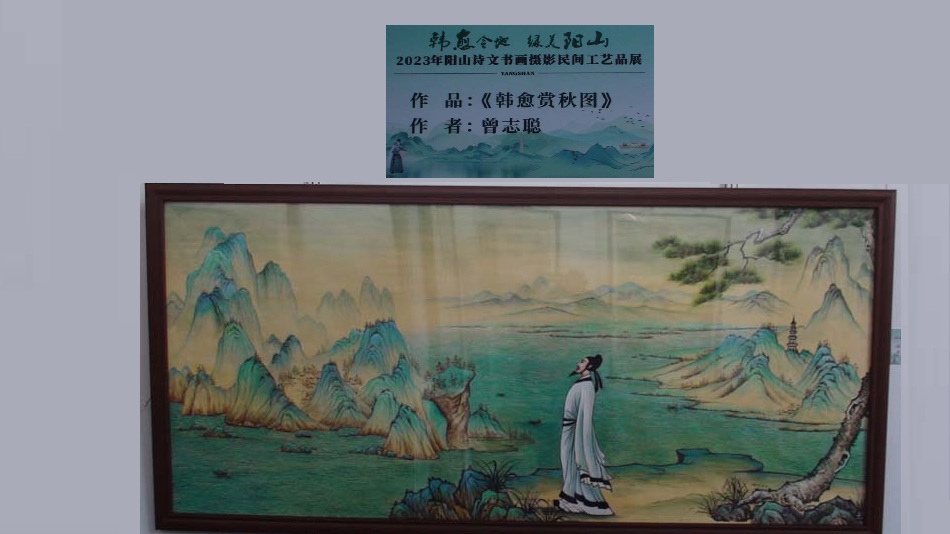 韩愈令地 绿美阳山
2023年阳山诗文书画摄影民间工艺品展
YANGSHAN
作 品：《韩愈赏秋图》
作 者：曾志聪